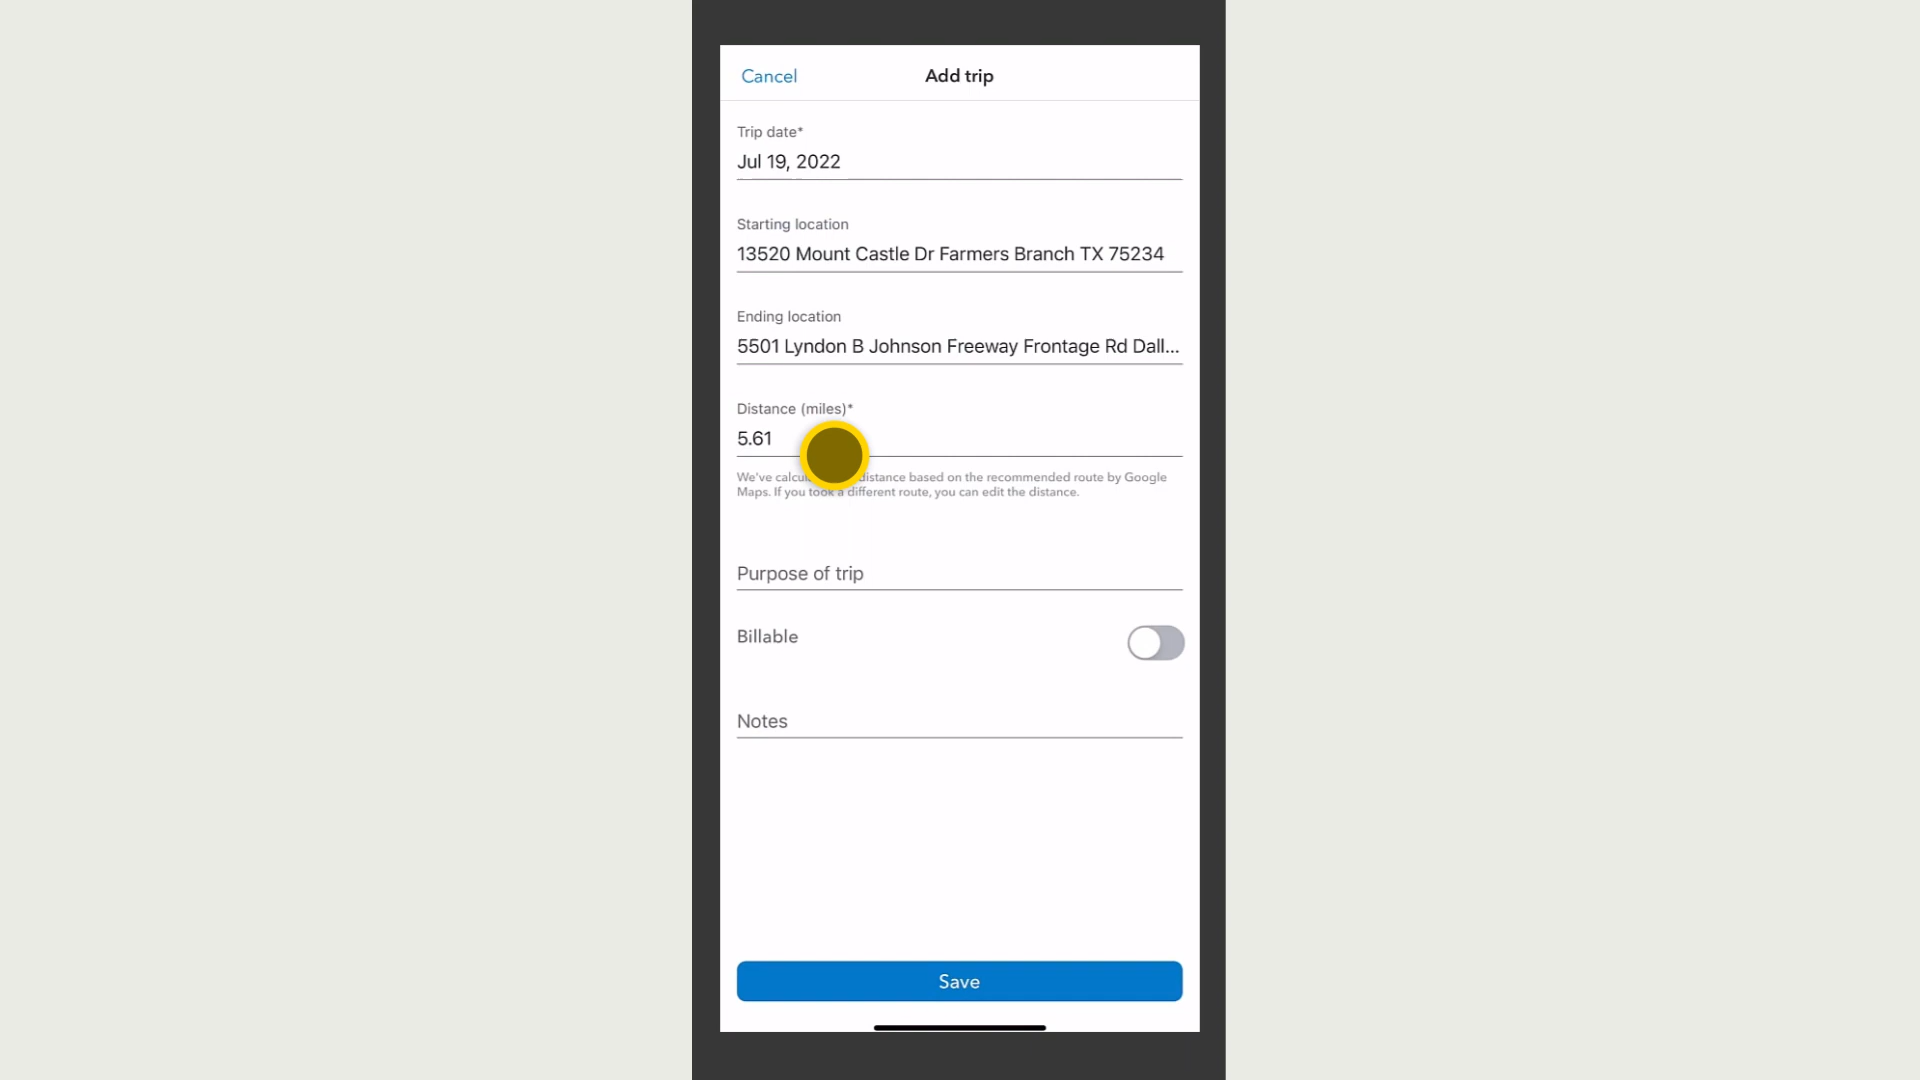 Cancel
Add trip
Trip date*
Jul 19, 2022
Starting location
13520 Mount Castle Dr Farmers Branch TX 75234
Ending location
5501 Lyndon B Johnson Freeway Frontage Rd Dall...
Distance (miles)*
5.61
We've distance based on the recommended route by Google
Maps. If you took a different route, you can edit the distance.
Purpose of trip
Billable
Notes
Save